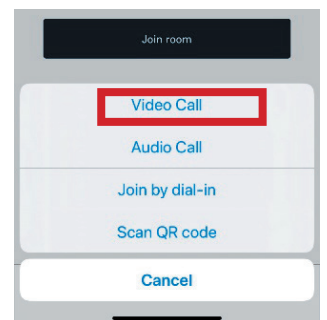 Join room
Video Call
Audio Call
Join by dial-in
Scan QR code
Cancel